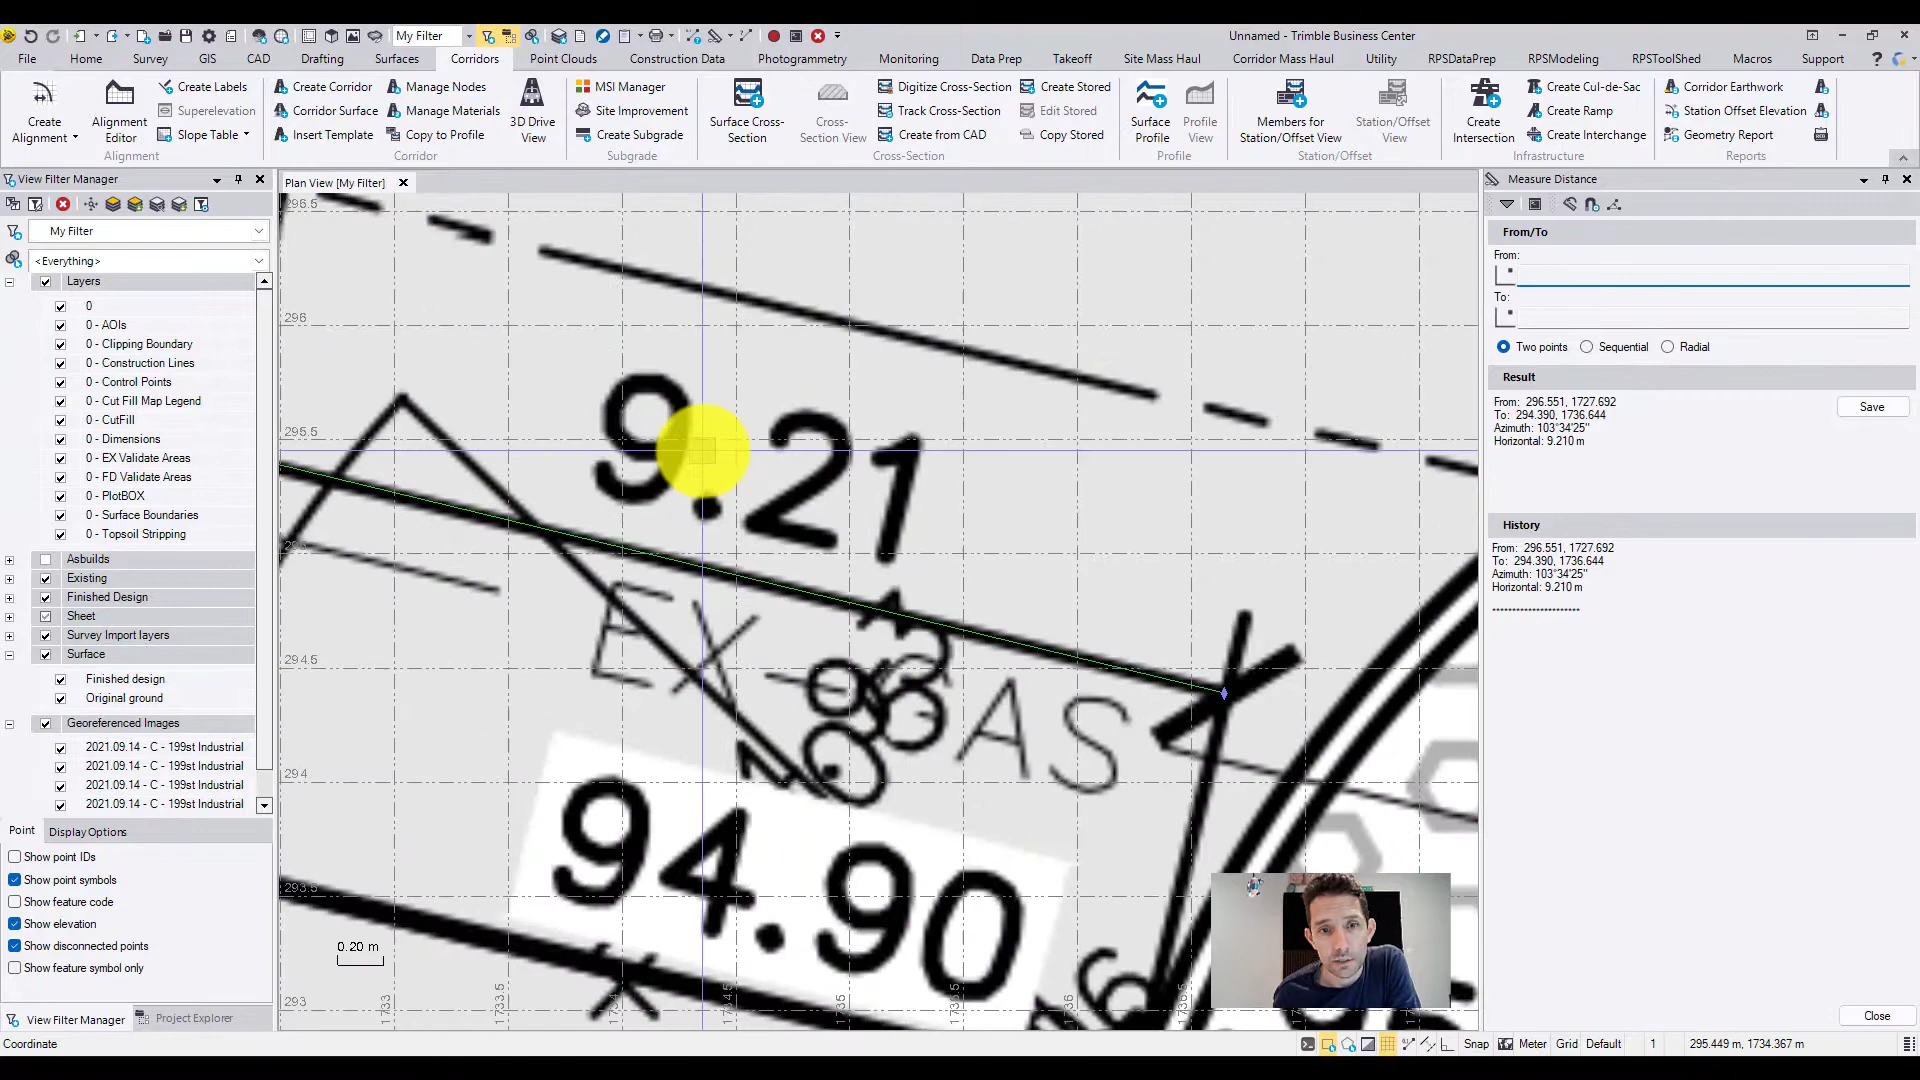 My Filter
Unnamed - Trimble Business Center
File Home Survey GIS CAD Drafting Surfaces Corridors Point Clouds Construction Data Photogrammetry Monitoring Data Prep Takeoff Site Mass Haul Corridor Mass Haul Utility RPSDataPrep RPSModeling RPSToolShed Macros Support
Create Alignment
Alignment Editor
Create Labels
Superelevation
Slope Table
Alignment
Create Corridor
Corridor Surface
Insert Template
Manage Nodes
Manage Materials
Copy to Profile
3D Drive View
Corridor
MSI Manager
Site Improvement
Create Subgrade
Subgrade
Surface Cross-Section
Cross-Section View
Digitize Cross-Section
Track Cross-Section
Create from CAD
Create Stored
Edit Stored
Copy Stored
Cross-Section
Surface Profile
Profile View
Profile
Members for Station/Offset View
Station/Offset View
Station/Offset
Create Intersection
Create Cul-de-Sac
Create Ramp
Create Interchange
Infrastructure
Corridor Earthwork
Station Offset Elevation
Geometry Report
Reports
View Filter Manager
My Filter
<Everything>
Layers
0
0 - AOIs
0 - Clipping Boundary
0 - Construction Lines
0 - Control Points
0 - Cut Fill Map Legend
0 - CutFill
0 - Dimensions
0 - EX Validate Areas
0 - FD Validate Areas
0 - PlotBOX
0 - Surface Boundaries
0 - Topsoil Stripping
Asbuilds
Existing
Finished Design
Sheet
Survey Import layers
Surface
Finished design
Original ground
Georeferenced Images
2021.09.14 - C - 199st Industrial
2021.09.14 - C - 199st Industrial
2021.09.14 - C - 199st Industrial
2021.09.14 - C - 199st Industrial
Point Display Options
Show point IDs
Show point symbols
Show feature code
Show elevation
Show disconnected points
Show feature symbol only
View Filter Manager Project Explorer
Coordinate
Plan View [My Filter]
296.5
296
295.5
294.5
294
293.5
293
9.21
94.90
0.20 m
1733
1733.5
1734
1734.5
1735
1735.5
1736
1736.5
Measure Distance
From/To
From:
To:
Two points Sequential Radial
Result
From: 296.551, 1727.692
To: 294.390, 1736.644
Azimuth: 103°34'25"
Horizontal: 9.210 m
Save
History
From: 296.551, 1727.692
To: 294.390, 1736.644
Azimuth: 103°34'25"
Horizontal: 9.210 m
**********************
Close
Snap Meter Grid Default 1 295.449 m, 1734.367 m